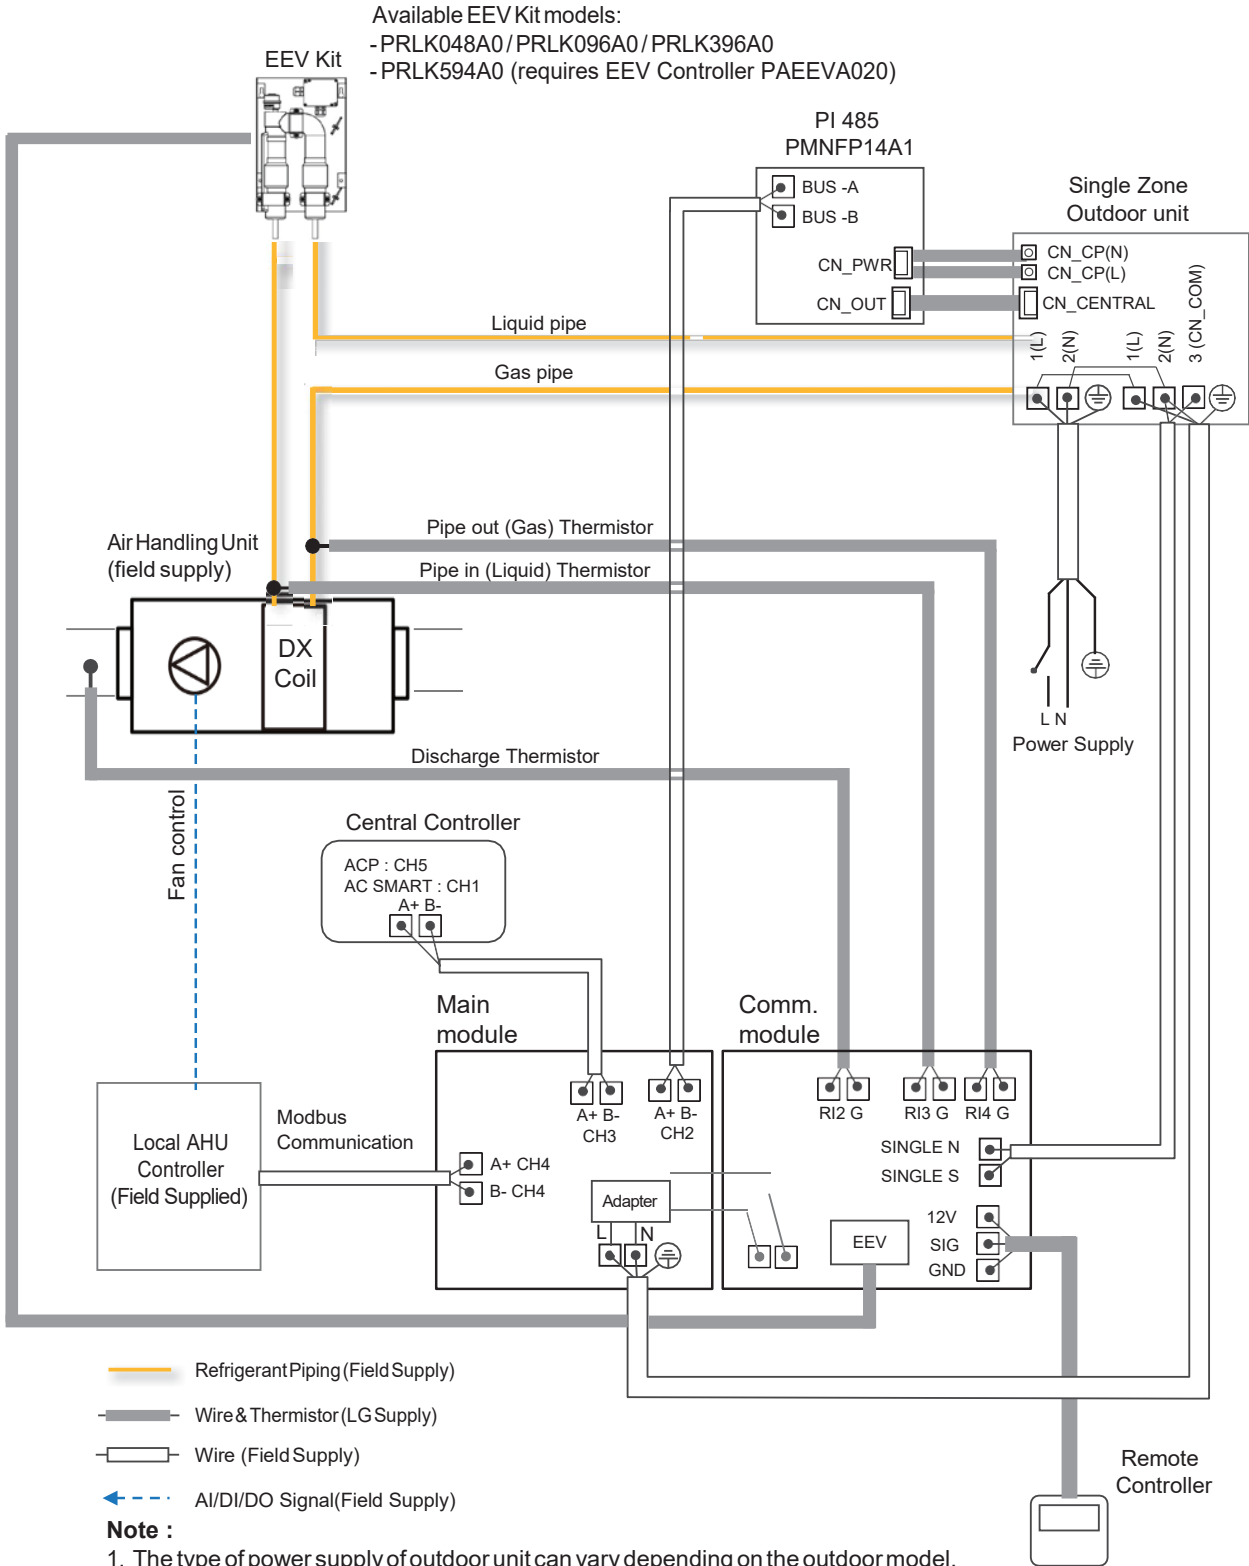 Available EEV Kit models:
- PRLK048A0 / PRLK096A0 / PRLK396A0
- PRLK594A0 (requires EEV Controller PAEEVA020)
EEV Kit
PI 485
PMNFP14A1
BUS -A
BUS -B
CN_PWR
CN_OUT
Single Zone
Outdoor unit
CN_CP(N)
CN_CP(L)
CN_CENTRAL
1(L)
2(N)
1(L)
2(N)
3 (CN_COM)
Liquid pipe
Gas pipe
Pipe out (Gas) Thermistor
Pipe in (Liquid) Thermistor
Air Handling Unit
(field supply)
DX
Coil
L N
Power Supply
Discharge Thermistor
Fan control
Central Controller
ACP : CH5
AC SMART : CH1
A+ B-
Main
module
Comm.
module
A+ B-
CH3
A+ B-
CH2
RI2 G
RI3 G
RI4 G
Local AHU
Controller
(Field Supplied)
Modbus
Communication
A+ CH4
B- CH4
Adapter
L N
SINGLE N
SINGLE S
12V
SIG
GND
EEV
Refrigerant Piping (Field Supply)
Wire & Thermistor (LG Supply)
Wire (Field Supply)
AI/DI/DO Signal(Field Supply)
Remote
Controller
Note :
1. The type of power supply of outdoor unit can vary depending on the outdoor model.